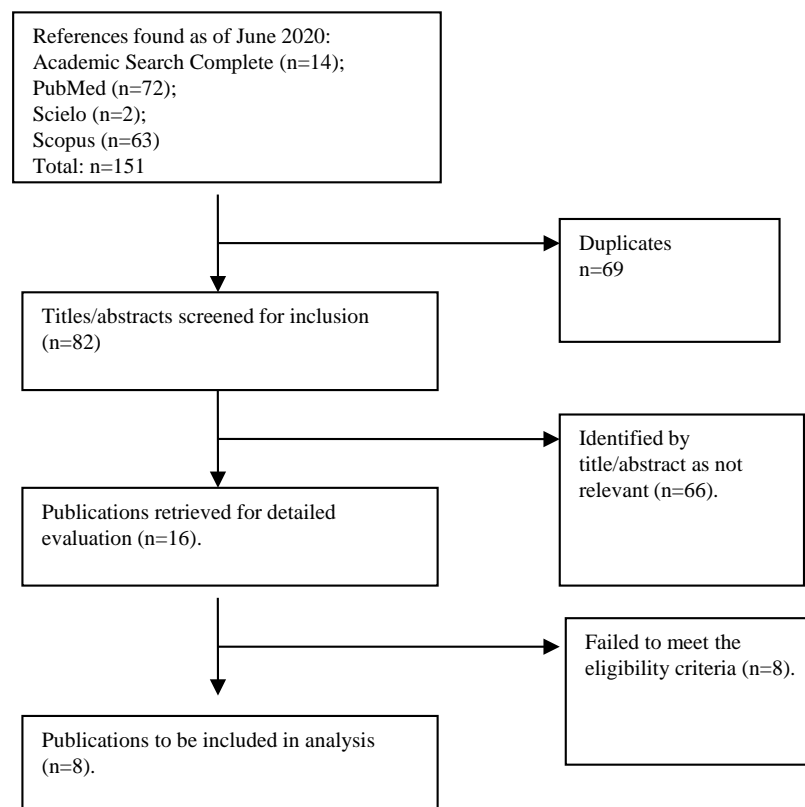 References found as of June 2020:
Academic Search Complete (n=14);
PubMed (n=72);
Scielo (n=2);
Scopus (n=63)
Total: n=151
Duplicates
n=69
Titles/abstracts screened for inclusion
(n=82)
Identified by
title/abstract as not
relevant (n=66).
Publications retrieved for detailed
evaluation (n=16).
Failed to meet the
eligibility criteria (n=8).
Publications to be included in analysis
(n=8).